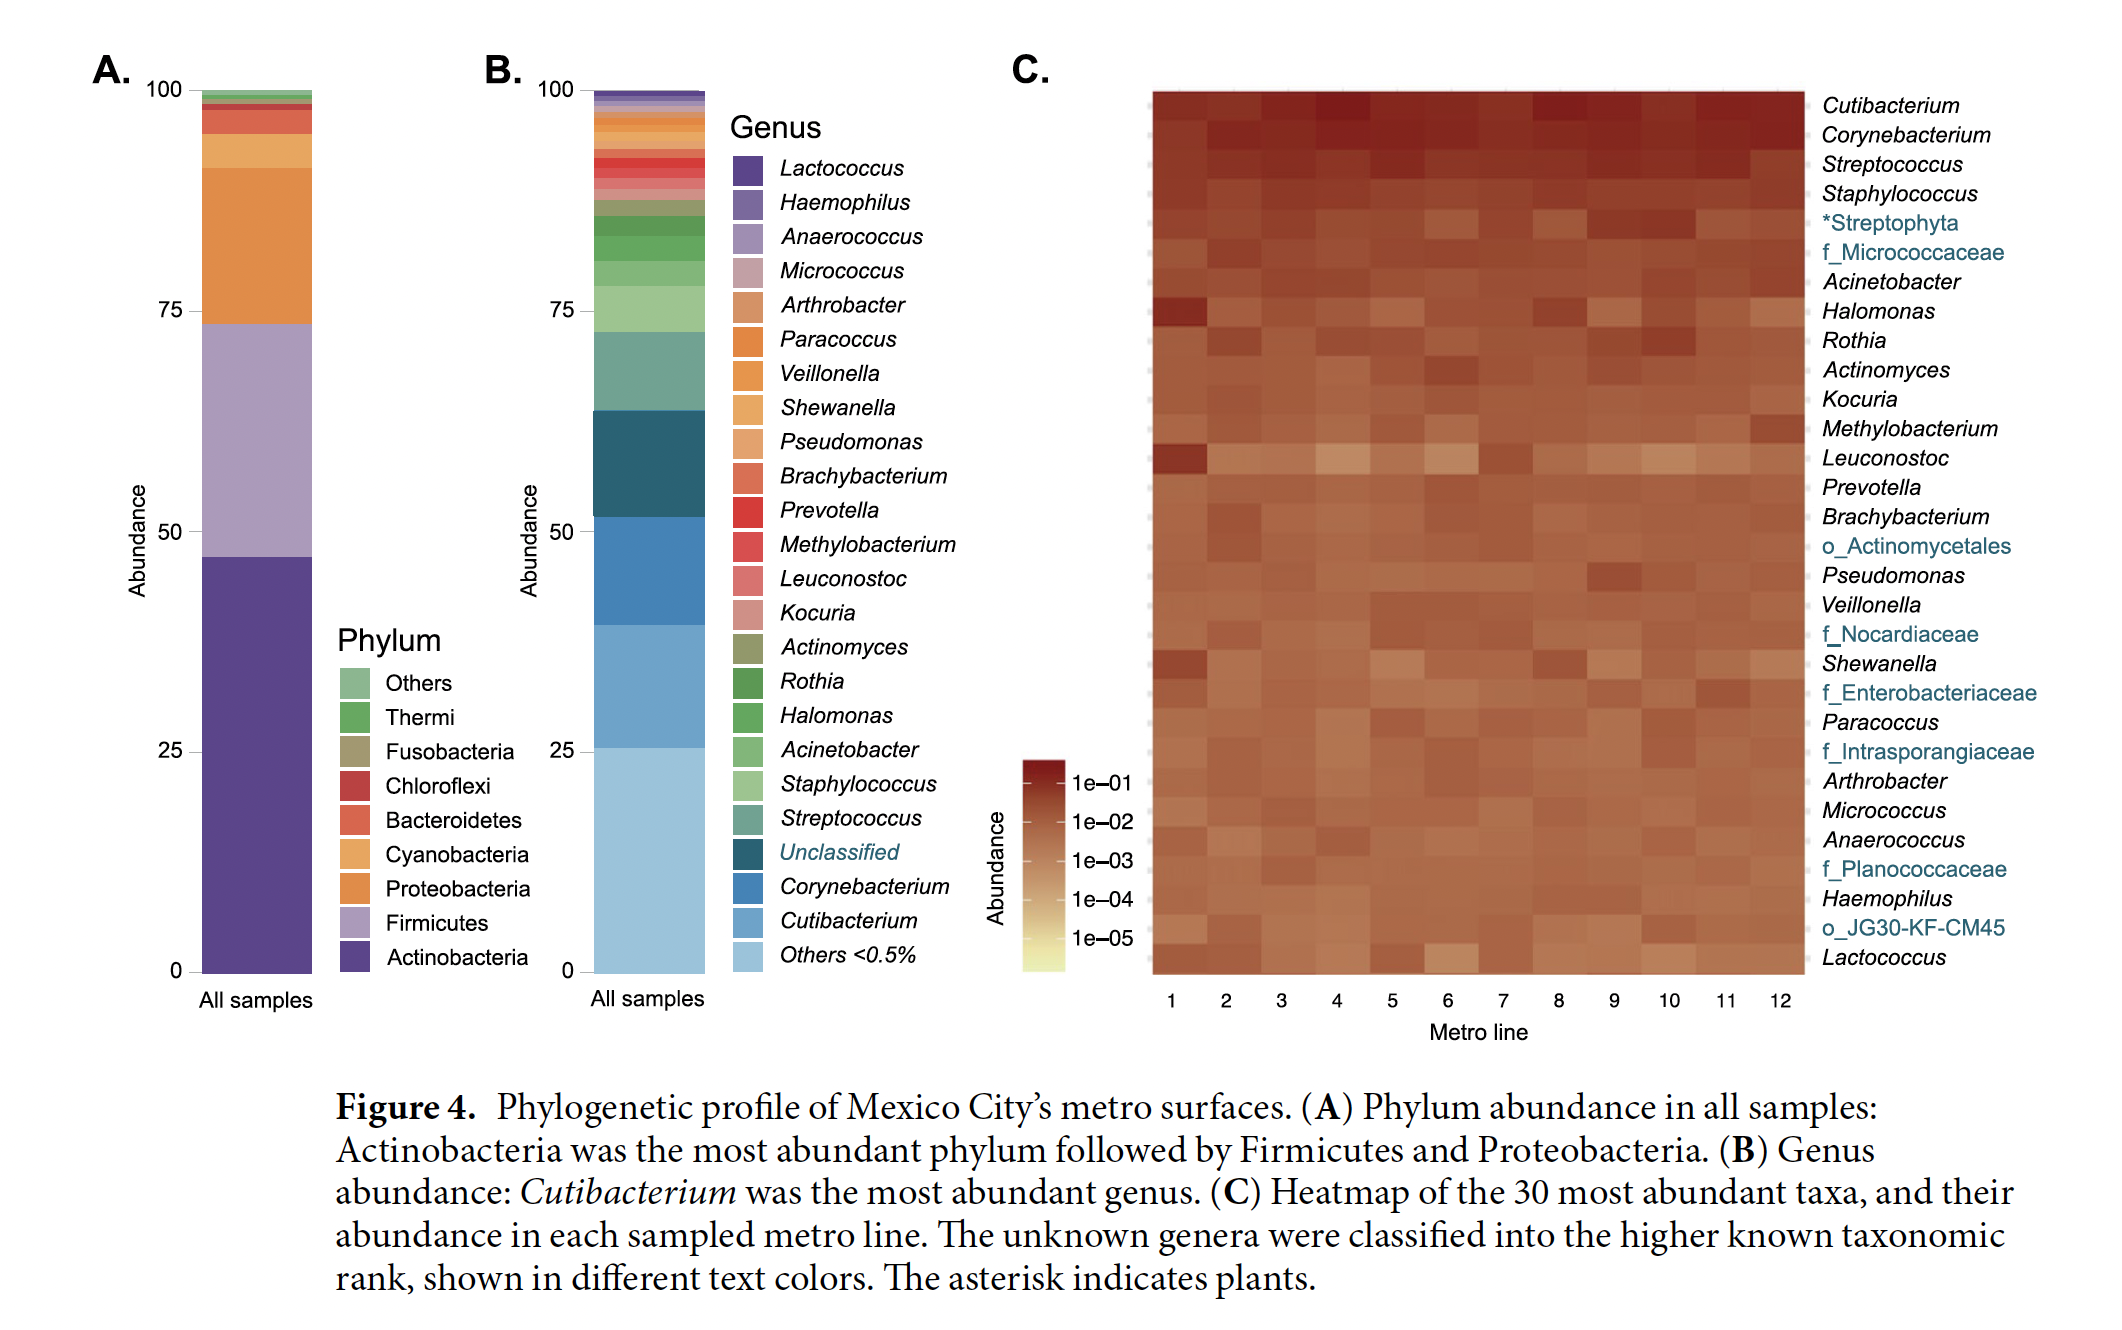 A.
100
75
50
25
0
Abundance
All samples
Phylum
Others
Thermi
Fusobacteria
Chloroflexi
Bacteroidetes
Cyanobacteria
Proteobacteria
Firmicutes
Actinobacteria
B.
100
75
50
25
0
Abundance
All samples
Genus
Lactococcus
Haemophilus
Anaerococcus
Micrococcus
Arthrobacter
Paracoccus
Veillonella
Shewanella
Pseudomonas
Brachybacterium
Prevotella
Methylobacterium
Leuconostoc
Kocuria
Actinomyces
Rothia
Halomonas
Acinetobacter
Staphylococcus
Streptococcus
Unclassified
Corynebacterium
Cutibacterium
Others <0.5%
C.
Abundance
1e–01
1e–02
1e–03
1e–04
1e–05
Cutibacterium
Corynebacterium
Streptococcus
Staphylococcus
*Streptophyta
f_Micrococcaceae
Acinetobacter
Halomonas
Rothia
Actinomyces
Kocuria
Methylobacterium
Leuconostoc
Prevotella
Brachybacterium
o_Actinomycetales
Pseudomonas
Veillonella
f_Nocardiaceae
Shewanella
f_Enterobacteriaceae
Paracoccus
f_Intrasporangiaceae
Arthrobacter
Micrococcus
Anaerococcus
f_Planococcaceae
Haemophilus
o_JG30-KF-CM45
Lactococcus
1 2 3 4 5 6 7 8 9 10 11 12
Metro line
Figure 4. Phylogenetic profile of Mexico City’s metro surfaces. (A) Phylum abundance in all samples:
Actinobacteria was the most abundant phylum followed by Firmicutes and Proteobacteria. (B) Genus
abundance: Cutibacterium was the most abundant genus. (C) Heatmap of the 30 most abundant taxa, and their
abundance in each sampled metro line. The unknown genera were classified into the higher known taxonomic
rank, shown in different text colors. The asterisk indicates plants.